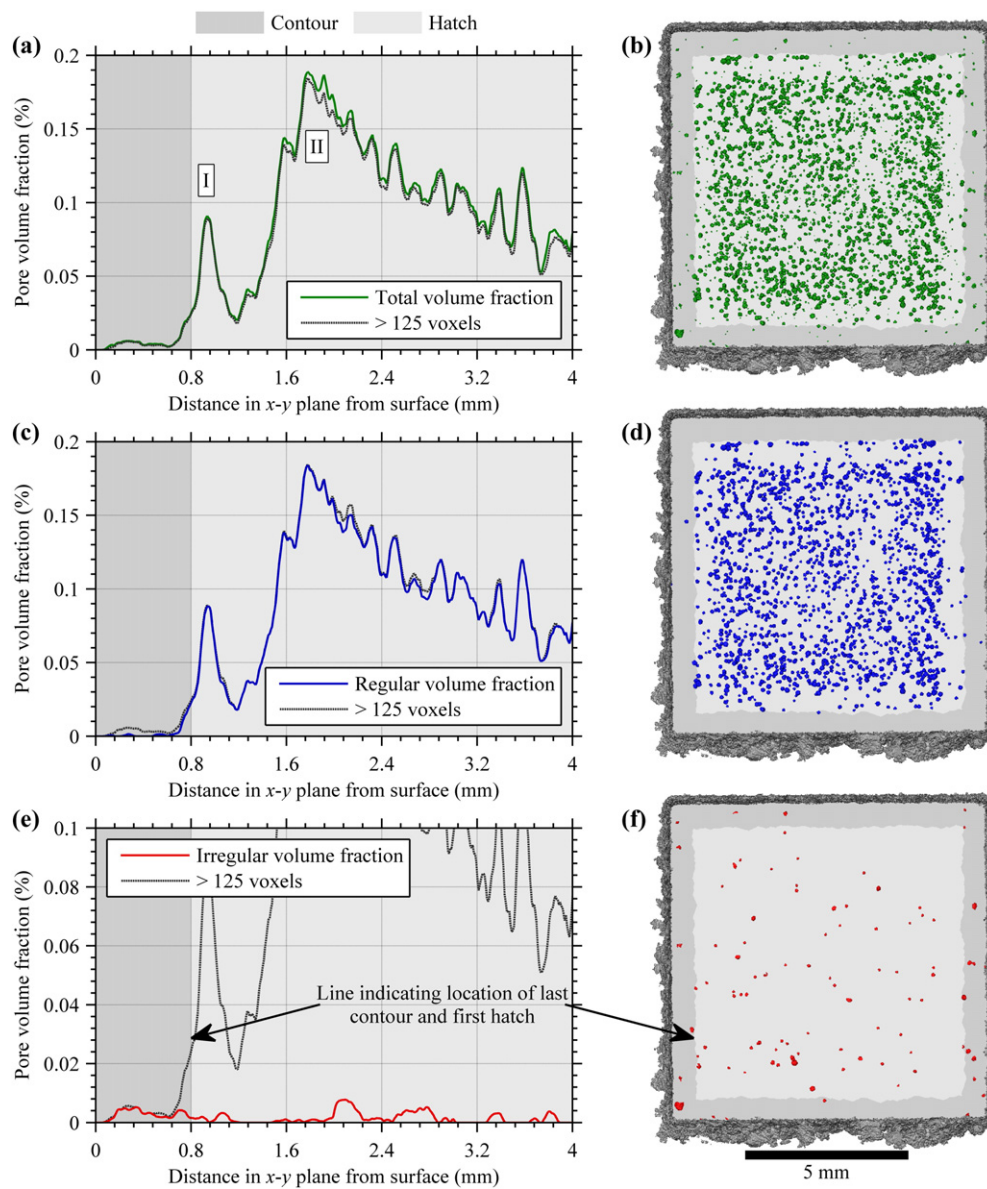 Contour Hatch
(a)
0.2
0.15
0.1
0.05
0
Pore volume fraction (%)
I
II
Total volume fraction
> 125 voxels
0 0.8 1.6 2.4 3.2 4
Distance in x-y plane from surface (mm)
(b)
(c)
0.2
0.15
0.1
0.05
0
Pore volume fraction (%)
Regular volume fraction
> 125 voxels
0 0.8 1.6 2.4 3.2 4
Distance in x-y plane from surface (mm)
(d)
(e)
0.1
0.08
0.06
0.04
0.02
0
Pore volume fraction (%)
Irregular volume fraction
> 125 voxels
Line indicating location of last
contour and first hatch
0 0.8 1.6 2.4 3.2 4
Distance in x-y plane from surface (mm)
(f)
5 mm